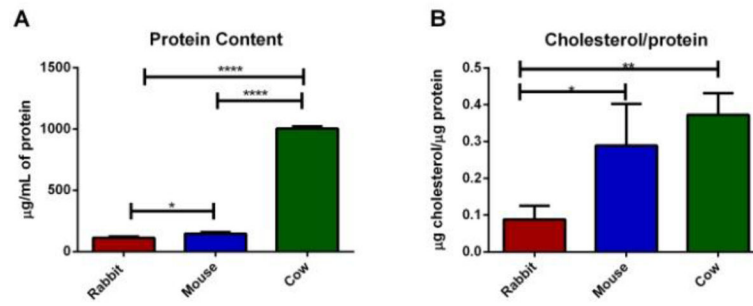 A
Protein Content
μg/mL of protein
1500
1000
500
0
****
****
*
Rabbit
Mouse
Cow
B
Cholesterol/protein
μg cholesterol/μg protein
0.5
0.4
0.3
0.2
0.1
0.0
**
*
Rabbit
Mouse
Cow